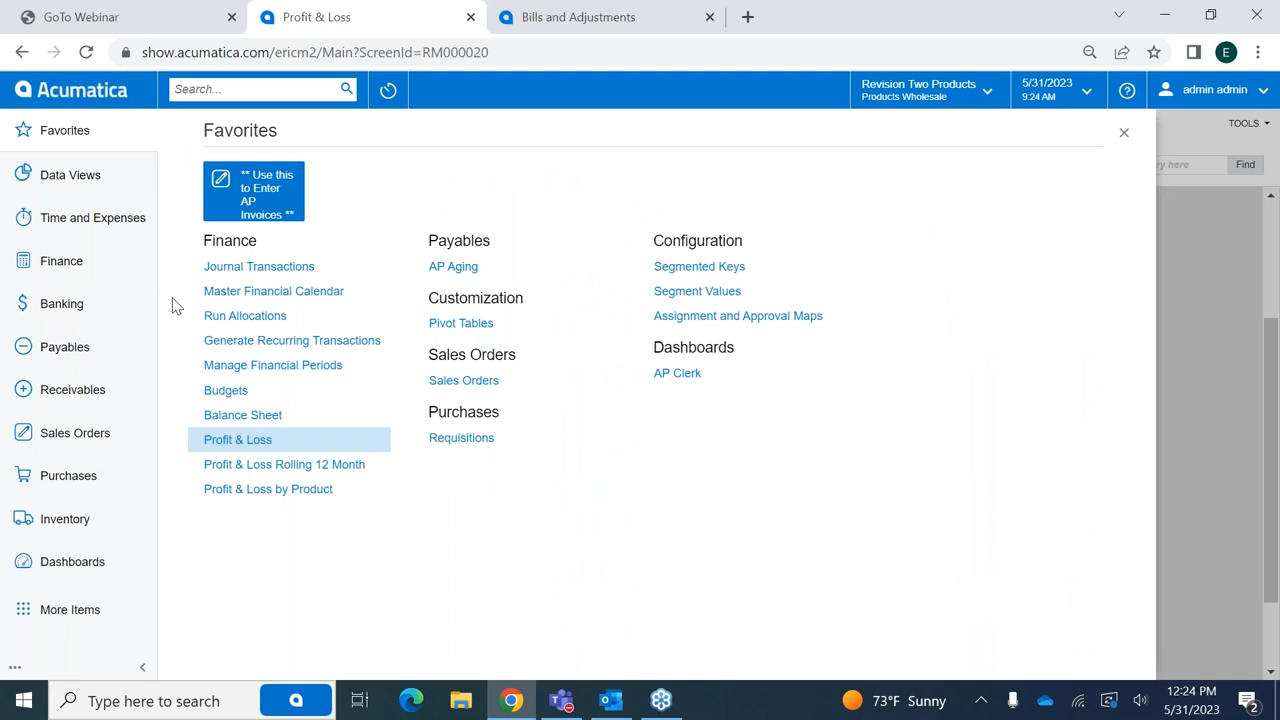 GoTo Webinar
Profit & Loss
Bills and Adjustments
show.acumatica.com/ericm2/Main?ScreenId=RM000020
E
Acumatica
Search...
Revision Two Products
Products Wholesale
5/31/2023
9:24 AM
admin admin
TOOLS
Favorites
Data Views
Time and Expenses
Finance
Banking
Payables
Receivables
Sales Orders
Purchases
Inventory
Dashboards
More Items
Favorites
** Use this
to Enter
AP
Invoices **
Finance
Journal Transactions
Master Financial Calendar
Run Allocations
Generate Recurring Transactions
Manage Financial Periods
Budgets
Balance Sheet
Profit & Loss
Profit & Loss Rolling 12 Month
Profit & Loss by Product
Payables
AP Aging
Customization
Pivot Tables
Sales Orders
Sales Orders
Purchases
Requisitions
Configuration
Segmented Keys
Segment Values
Assignment and Approval Maps
Dashboards
AP Clerk
ry here
Find
Type here to search
73°F Sunny
12:24 PM
5/31/2023
2